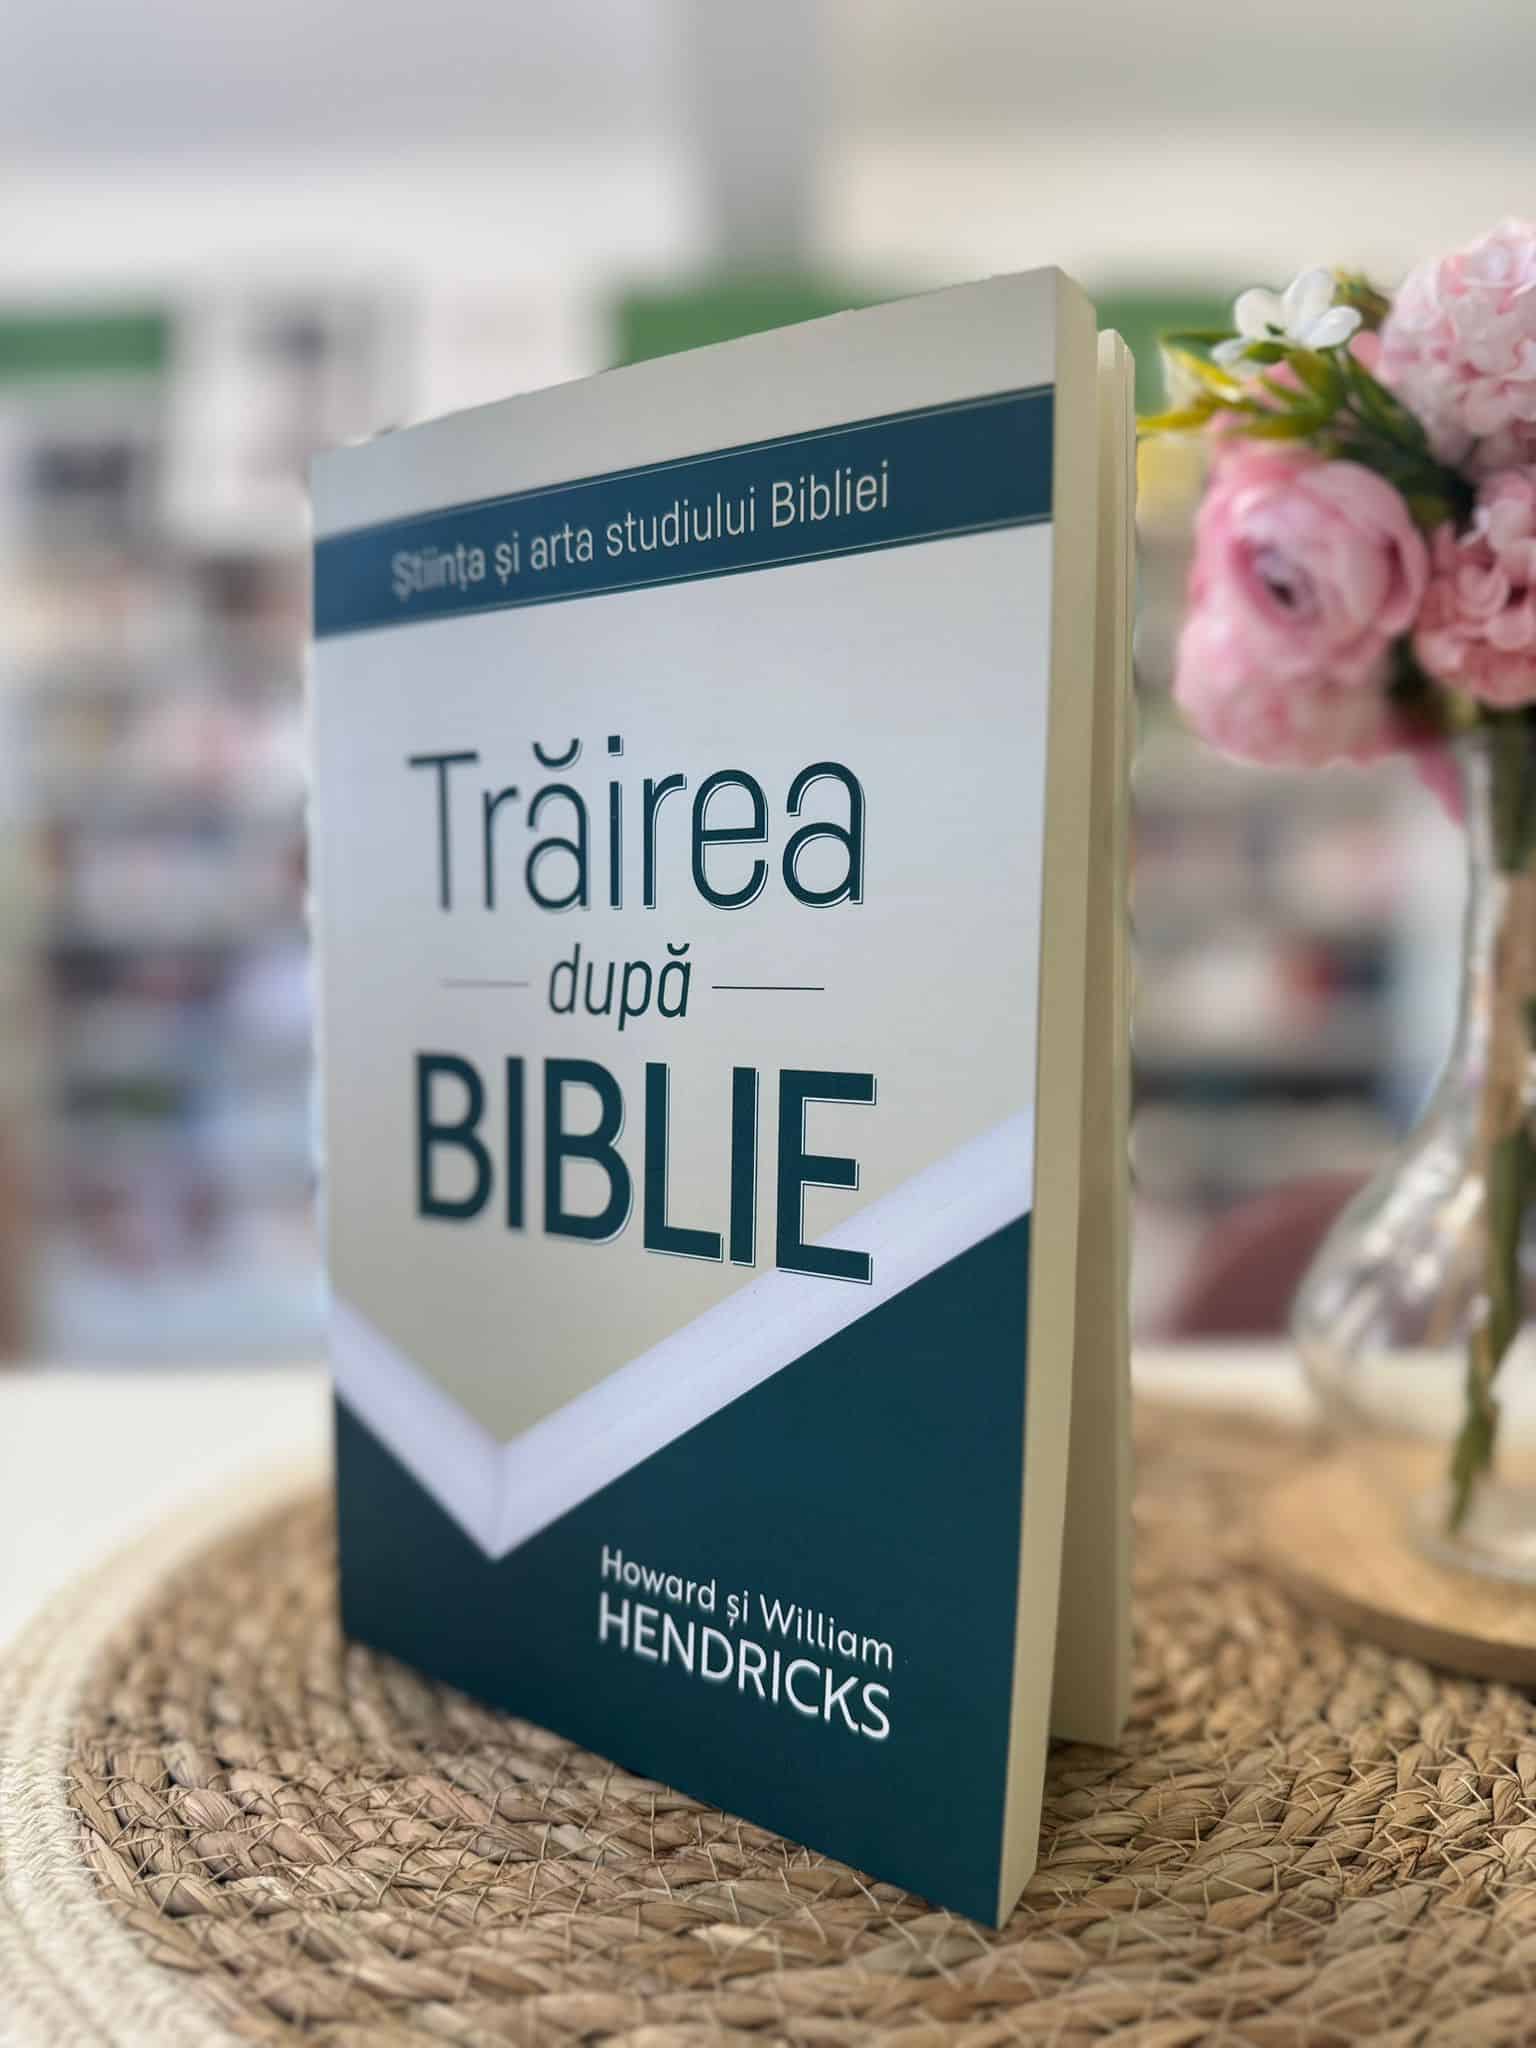 Știința și arta studiului Bibliei
Trăirea
după
BIBLIE
Howard și William
HENDRICKS